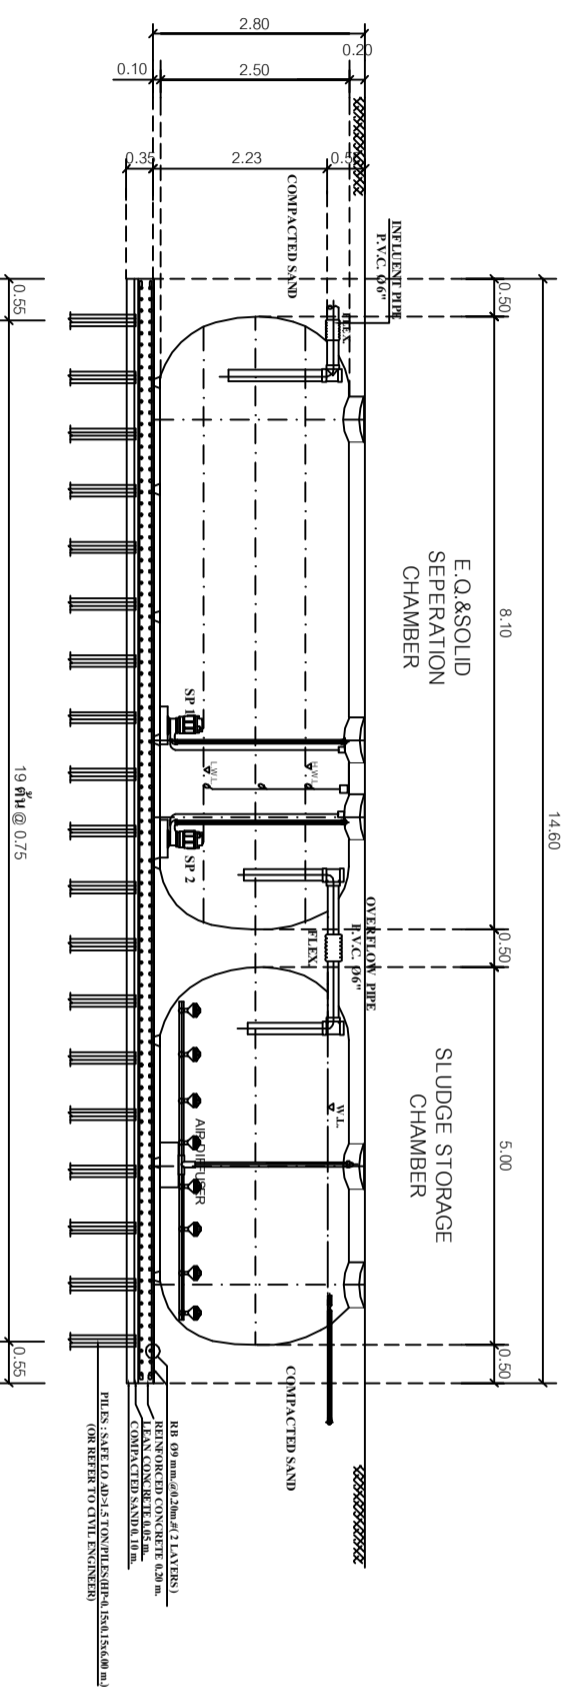 14.60
0.50
8.10
0.50
5.00
0.50
E.Q.&SOLID
SEPERATION
CHAMBER
SLUDGE STORAGE
CHAMBER
INFLUENT PIPE
P.V.C. Ø6"
FLEX.
OVERFLOW PIPE
P.V.C. Ø6"
FLEX.
2.80
0.20
0.10
2.50
0.35
2.23
COMPACTED SAND
COMPACTED SAND
SP 1
SP 2
H.W.L.
L.W.L.
W.L.
AIR DIFFUSER
RB Ø9 mm.@0.20m.#( 2 LAYERS )
REINFORCED CONCRETE 0.20 m.
LEAN CONCRETE 0.05 m.
COMPACTED SAND 0.10 m.
PILES : SAFE LOAD>1.5 TON/PILES(HP-0.15x0.15x6.00 m.)
(OR REFER TO CIVIL ENGINEER)
0.55
19 ต้น @ 0.75
0.55